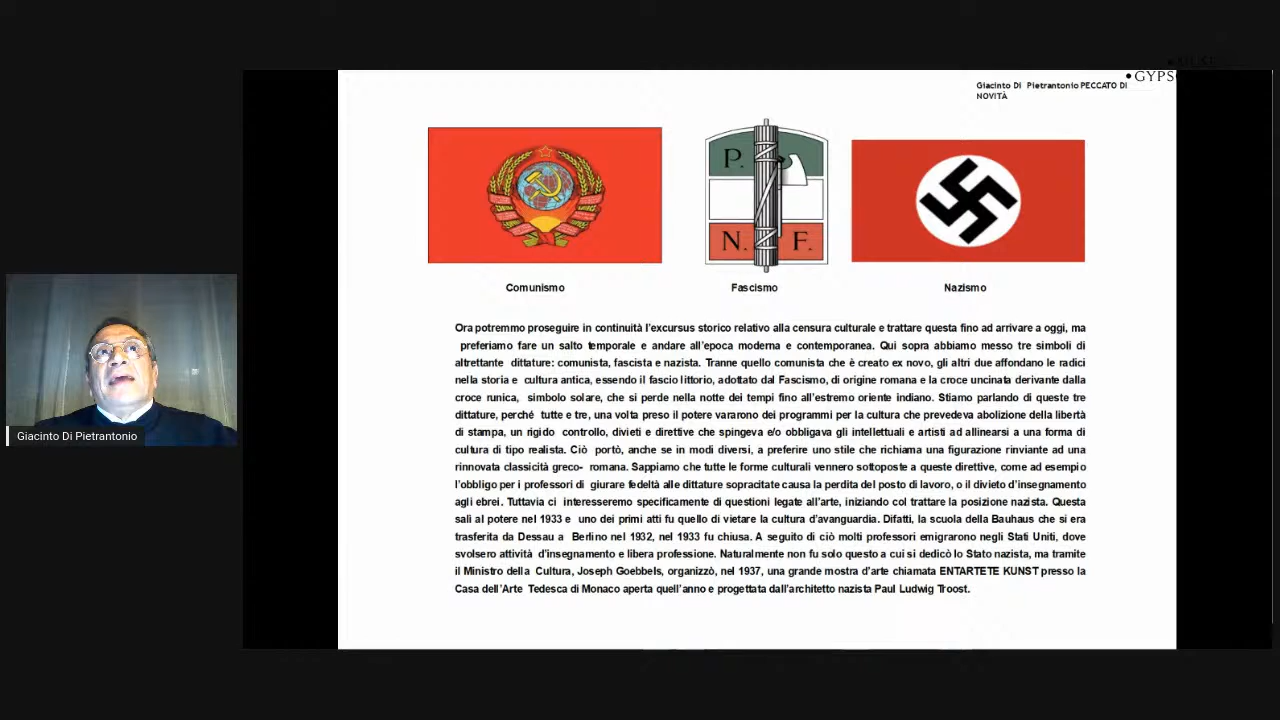 GYPS
Giacinto Di Pietrantonio PECCATO DI
NOVITÀ
P.
N. F.
Comunismo Fascismo Nazismo
Ora potremmo proseguire in continuità l'excursus storico relativo alla censura culturale e trattare questa fino ad arrivare a oggi, ma
preferiamo fare un salto temporale e andare all'epoca moderna e contemporanea. Qui sopra abbiamo messo tre simboli di
altrettante dittature: comunista, fascista e nazista. Tranne quello comunista che è creato ex novo, gli altri due affondano le radici
nella storia e cultura antica, essendo il fascio littorio, adottato dal Fascismo, di origine romana e la croce uncinata derivante dalla
croce runica, simbolo solare, che si perde nella notte dei tempi fino all'estremo oriente indiano. Stiamo parlando di queste tre
dittature, perché tutte e tre, una volta preso il potere vararono dei programmi per la cultura che prevedeva abolizione della libertà
di stampa, un rigido controllo, divieti e direttive che spingeva e/o obbligava gli intellettuali e artisti ad allinearsi a una forma di
cultura di tipo realista. Ciò portò, anche se in modi diversi, a preferire uno stile che richiama una figurazione rinviante ad una
rinnovata classicità greco- romana. Sappiamo che tutte le forme culturali vennero sottoposte a queste direttive, come ad esempio
l'obbligo per i professori di giurare fedeltà alle dittature sopracitate causa la perdita del posto di lavoro, o il divieto d'insegnamento
agli ebrei. Tuttavia ci interesseremo specificamente di questioni legate all'arte, iniziando col trattare la posizione nazista. Questa
salì al potere nel 1933 e uno dei primi atti fu quello di vietare la cultura d'avanguardia. Difatti, la scuola della Bauhaus che si era
trasferita da Dessau a Berlino nel 1932, nel 1933 fu chiusa. A seguito di ciò molti professori emigrarono negli Stati Uniti, dove
svolsero attività d'insegnamento e libera professione. Naturalmente non fu solo questo a cui si dedicò lo Stato nazista, ma tramite
il Ministro della Cultura, Joseph Goebbels, organizzò, nel 1937, una grande mostra d'arte chiamata ENTARTETE KUNST presso la
Casa dell'Arte Tedesca di Monaco aperta quell'anno e progettata dall'architetto nazista Paul Ludwig Troost.
Giacinto Di Pietrantonio